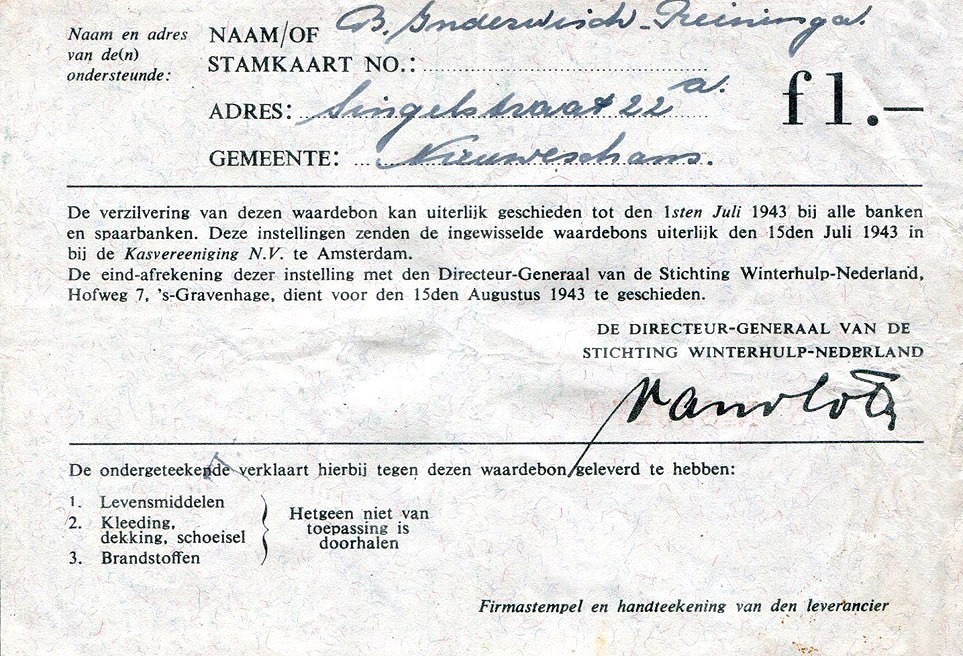 Naam en adres
van de(n)
ondersteunde:
NAAM/OF B. Inderwisch-Reininga.
STAMKAART NO.:
ADRES: Singelstraat 22 a.
GEMEENTE: Nieuweschans.
f 1.—
De verzilvering van dezen waardebon kan uiterlijk geschieden tot den 1sten Juli 1943 bij alle banken
en spaarbanken. Deze instellingen zenden de ingewisselde waardebons uiterlijk den 15den Juli 1943 in
bij de Kasvereeniging N.V. te Amsterdam.
De eind-afrekening dezer instelling met den Directeur-Generaal van de Stichting Winterhulp-Nederland,
Hofweg 7, 's-Gravenhage, dient voor den 15den Augustus 1943 te geschieden.
DE DIRECTEUR-GENERAAL VAN DE
STICHTING WINTERHULP-NEDERLAND
De ondergeteekende verklaart hierbij tegen dezen waardebon geleverd te hebben:
1. Levensmiddelen
2. Kleeding,
dekking, schoeisel
3. Brandstoffen
Hetgeen niet van
toepassing is
doorhalen
Firmastempel en handteekening van den leverancier